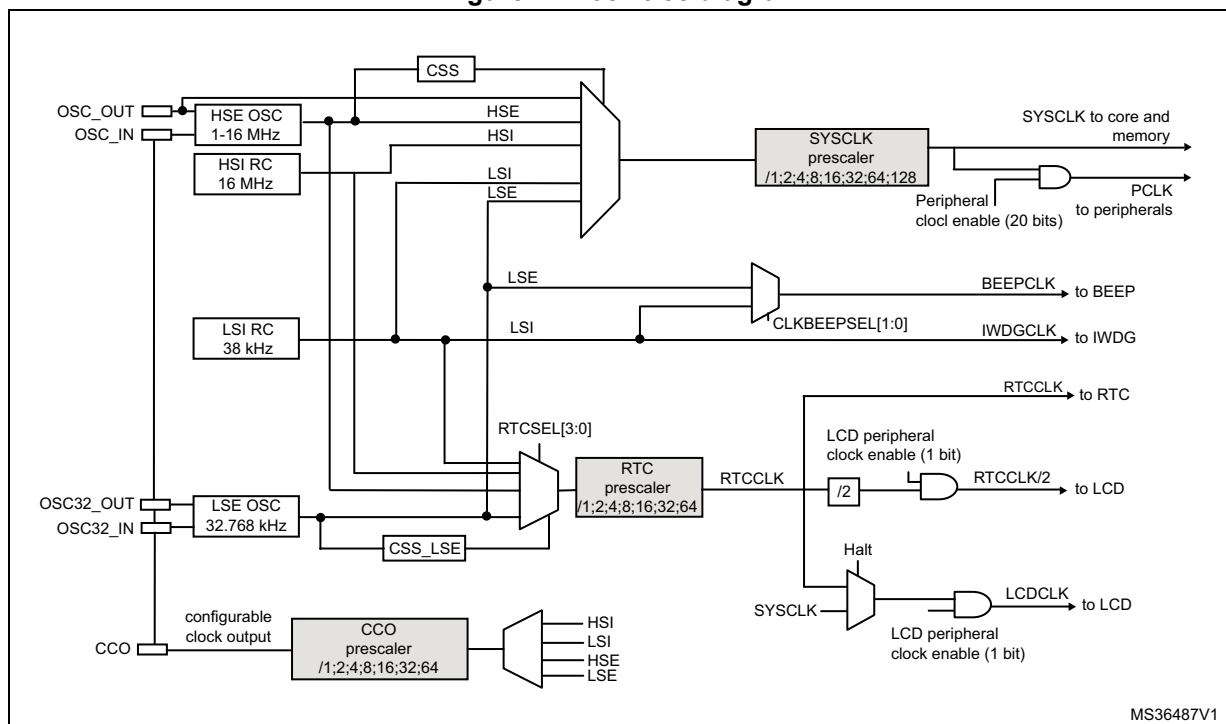 CSS
OSC_OUT
OSC_IN
HSE OSC
1-16 MHz
HSE
HSI
HSI RC
16 MHz
LSI
LSE
SYSCLK
prescaler
/1;2;4;8;16;32;64;128
SYSCLK to core and
memory
Peripheral
clocl enable (20 bits)
PCLK
to peripherals
LSE
BEEPCLK
to BEEP
CLKBEEPSEL[1:0]
LSI RC
38 kHz
LSI
IWDGCLK
to IWDG
RTCCLK
to RTC
RTCSEL[3:0]
LCD peripheral
clock enable (1 bit)
RTC
prescaler
/1;2;4;8;16;32;64
RTCCLK
/2
RTCCLK/2
to LCD
OSC32_OUT
OSC32_IN
LSE OSC
32.768 kHz
CSS_LSE
Halt
SYSCLK
LCDCLK
to LCD
LCD peripheral
clock enable (1 bit)
CCO
configurable
clock output
CCO
prescaler
/1;2;4;8;16;32;64
HSI
LSI
HSE
LSE
MS36487V1